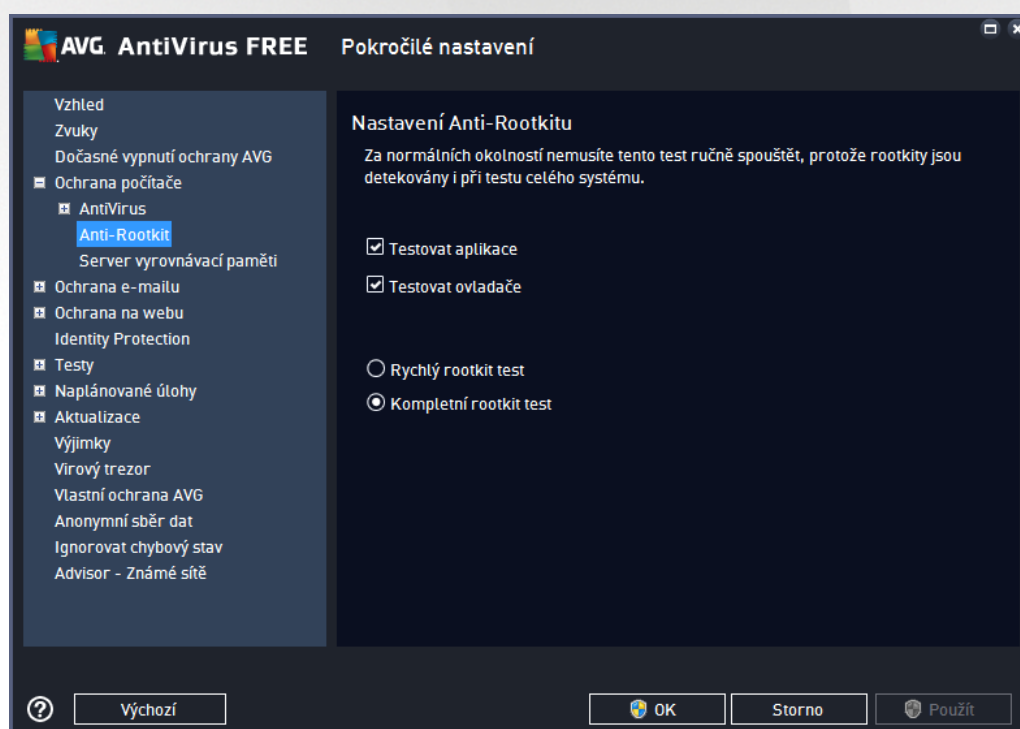 AVG. AntiVirus FREE
Pokročilé nastavení
Vzhled
Zvuky
Dočasné vypnutí ochrany AVG
Ochrana počítače
AntiVirus
Anti-Rootkit
Server vyrovnávací paměti
Ochrana e-mailu
Ochrana na webu
Identity Protection
Testy
Naplánované úlohy
Aktualizace
Výjimky
Virový trezor
Vlastní ochrana AVG
Anonymní sběr dat
Ignorovat chybový stav
Advisor - Známé sítě
Nastavení Anti-Rootkitu
Za normálních okolností nemusíte tento test ručně spouštět, protože rootkity jsou
detekovány i při testu celého systému.
Testovat aplikace
Testovat ovladače
Rychlý rootkit test
Kompletní rootkit test
Výchozí
OK
Storno
Použít